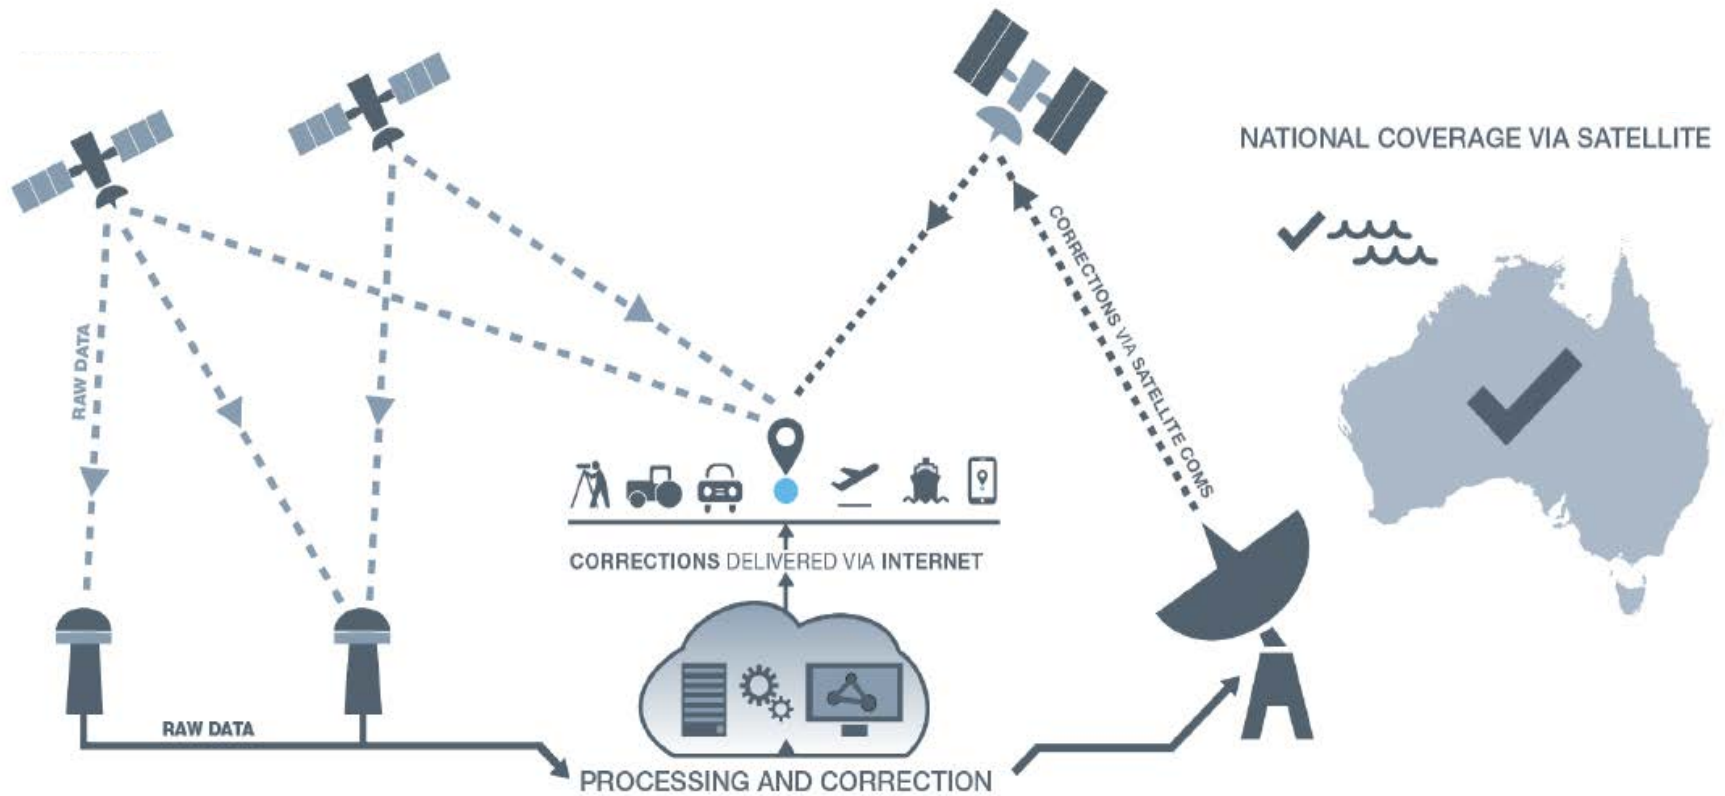 NATIONAL COVERAGE VIA SATELLITE
CORRECTIONS VIA SATELLITE COMS
RAW DATA
CORRECTIONS DELIVERED VIA INTERNET
RAW DATA
PROCESSING AND CORRECTION